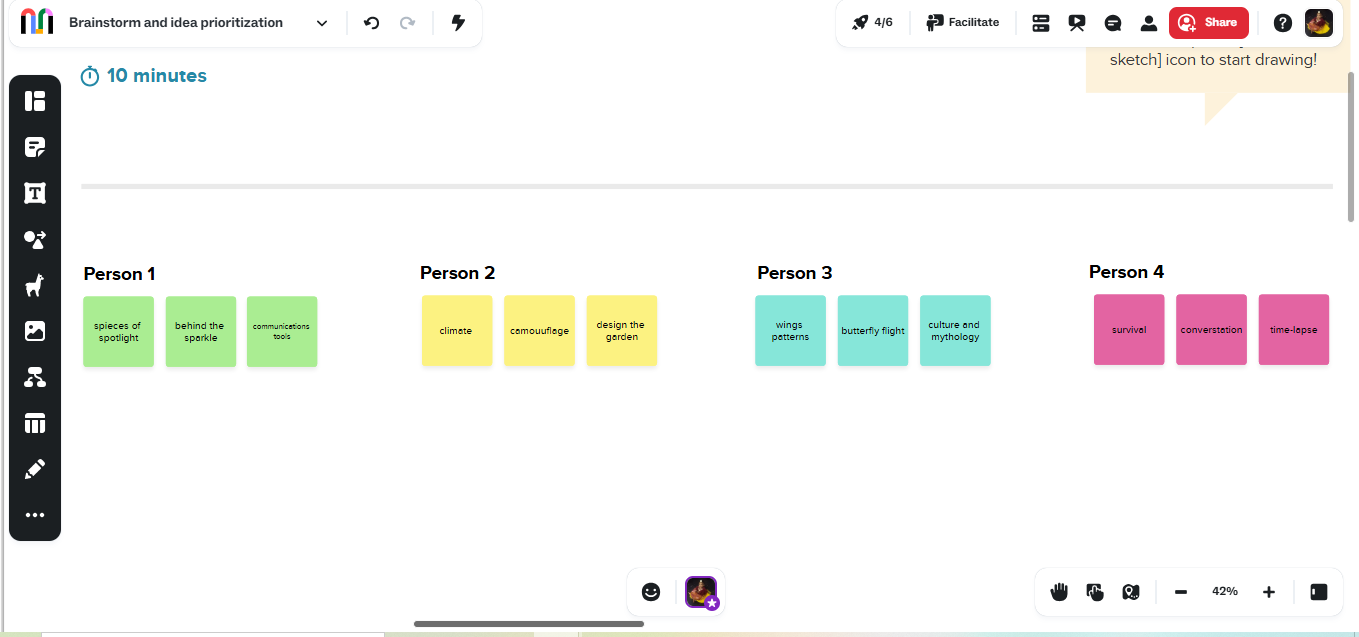 Brainstorm and idea prioritization
4/6
Facilitate
Share
sketch] icon to start drawing!
10 minutes
Person 1
spieces of
spotlight
behind the
sparkle
communications
tools
Person 2
climate
camouuflage
design the
garden
Person 3
wings
patterns
butterfly flight
culture and
mythology
Person 4
survival
converstation
time-lapse
42%